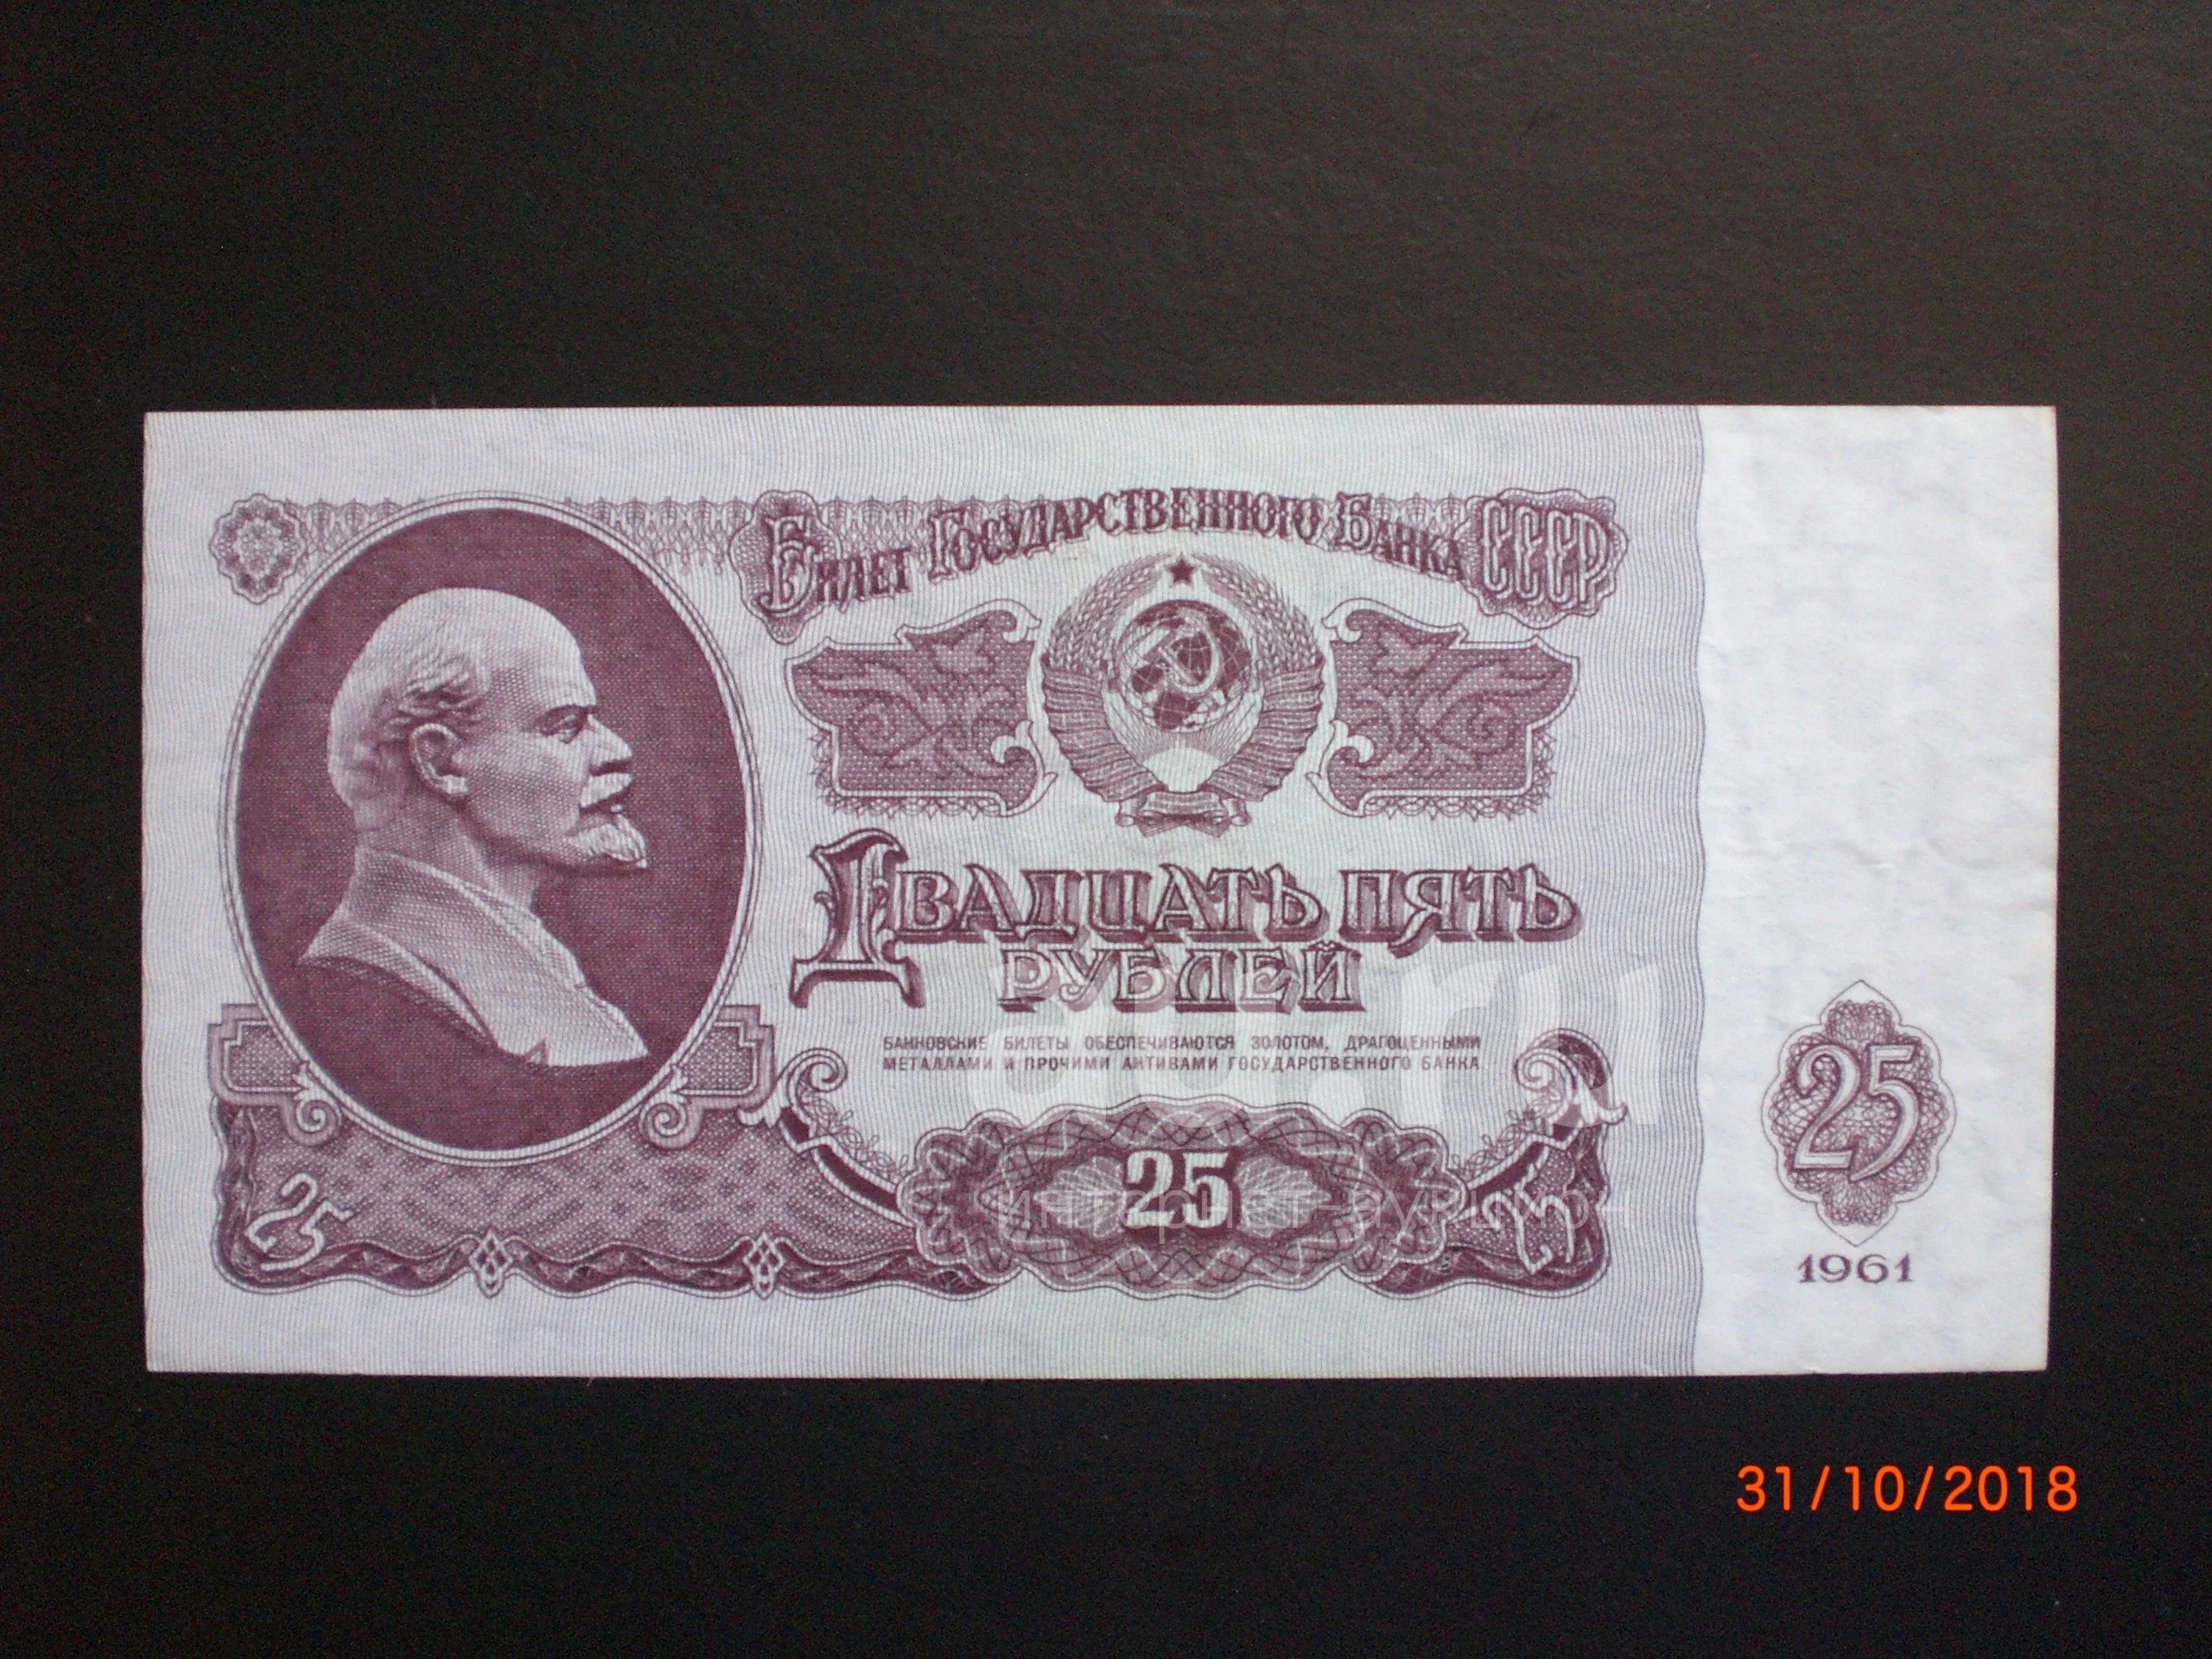 Билет Государственного Банка СССР
Двадцать пять
рублей
БАНКОВСКИЕ БИЛЕТЫ ОБЕСПЕЧИВАЮТСЯ ЗОЛОТОМ, ДРАГОЦЕННЫМИ
МЕТАЛЛАМИ И ПРОЧИМИ АКТИВАМИ ГОСУДАРСТВЕННОГО БАНКА
25
25
25
25
1961
31/10/2018